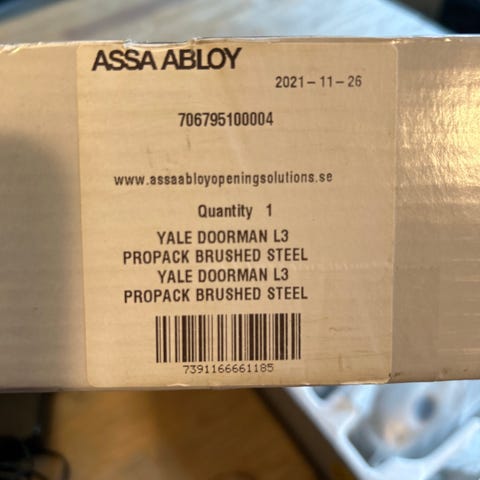 ASSA ABLOY
2021-11-26
706795100004
www.assaabloyopeningsolutions.se
Quantity 1
YALE DOORMAN L3
PROPACK BRUSHED STEEL
YALE DOORMAN L3
PROPACK BRUSHED STEEL
7391166661185